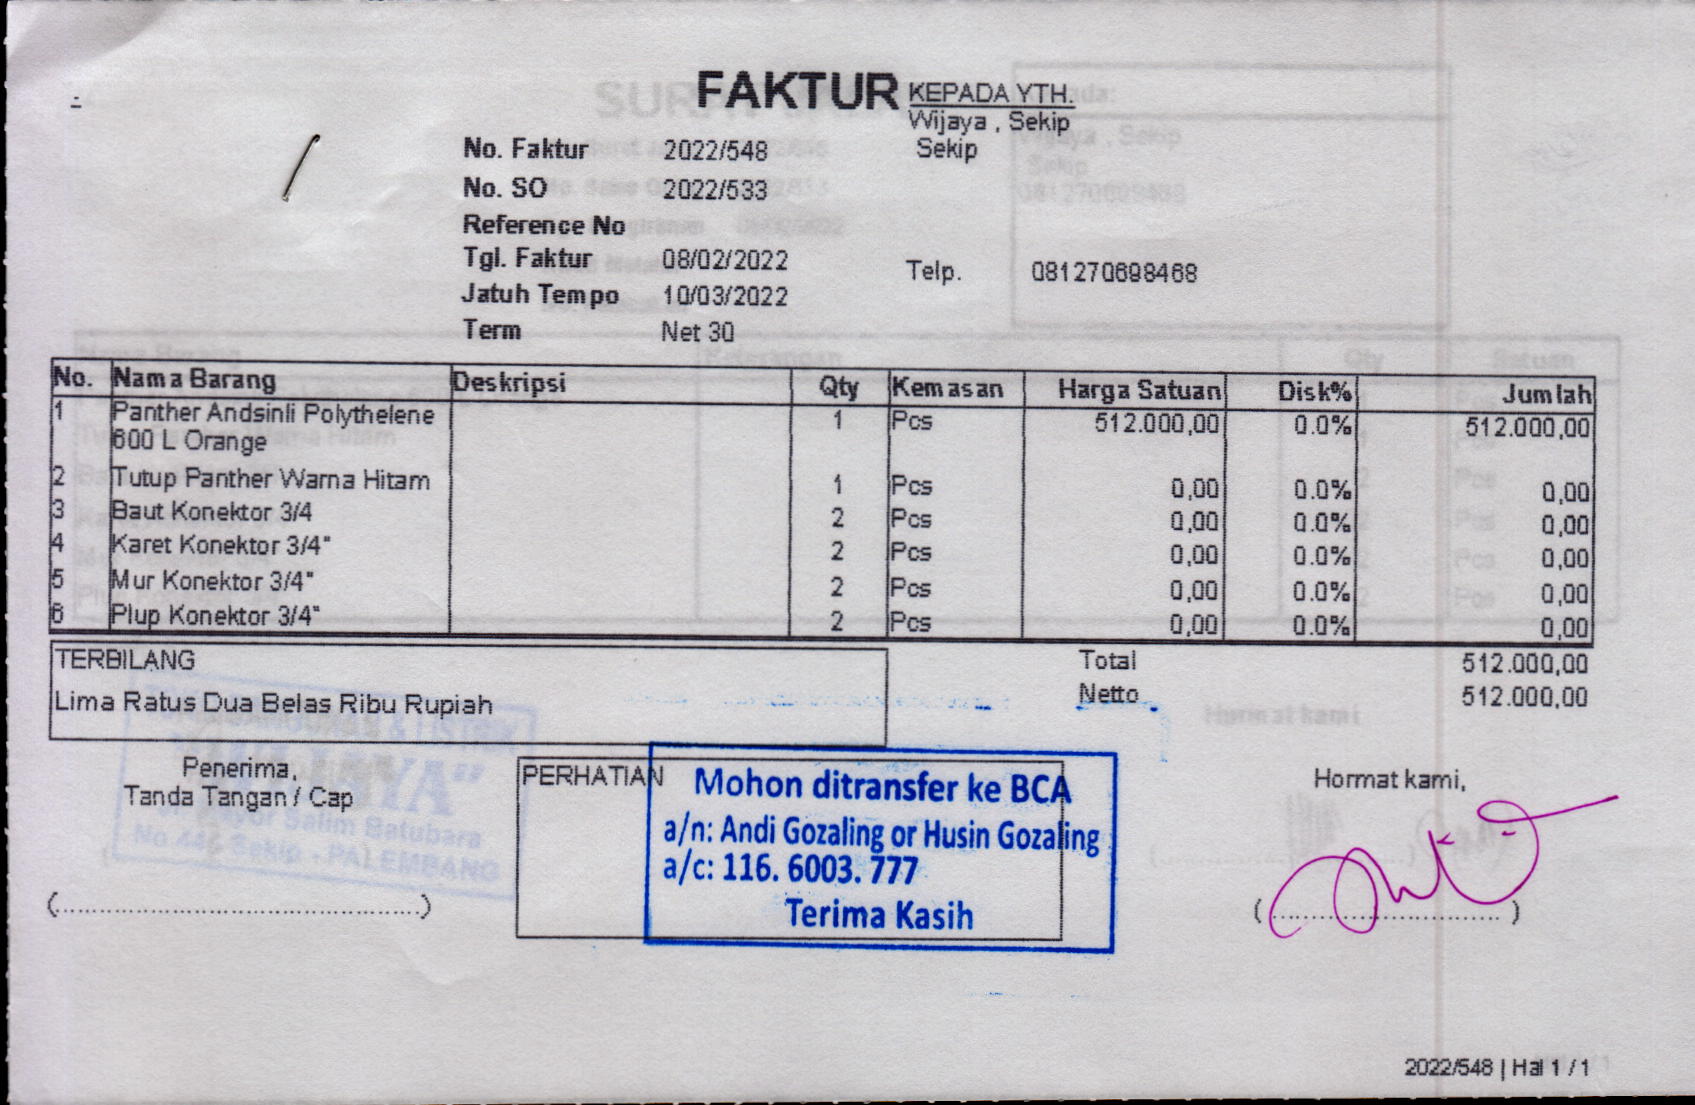 FAKTUR
KEPADA YTH.
Wijaya , Sekip
Sekip
No. Faktur 2022/548
No. SO 2022/533
Reference No
Tgl. Faktur 08/02/2022
Telp. 081270698468
Jatuh Tempo 10/03/2022
Term Net 30
No. Nama Barang Deskripsi Qty Kemasan Harga Satuan Disk% Jumlah
1 Panther Andsinli Polythelene 1 Pcs 512.000,00 0.0% 512.000,00
600 L Orange
2 Tutup Panther Warna Hitam 1 Pcs 0,00 0.0% 0,00
3 Baut Konektor 3/4 2 Pcs 0,00 0.0% 0,00
4 Karet Konektor 3/4" 2 Pcs 0,00 0.0% 0,00
5 Mur Konektor 3/4" 2 Pcs 0,00 0.0% 0,00
6 Plup Konektor 3/4" 2 Pcs 0,00 0.0% 0,00
TERBILANG
Lima Ratus Dua Belas Ribu Rupiah
Total 512.000,00
Netto 512.000,00
Penerima,
Tanda Tangan / Cap
(........................................)
PERHATIAN
Mohon ditransfer ke BCA
a/n: Andi Gozaling or Husin Gozaling
a/c: 116. 6003. 777
Terima Kasih
Hormat kami,
(............................)
2022/548 | Hal 1 / 1